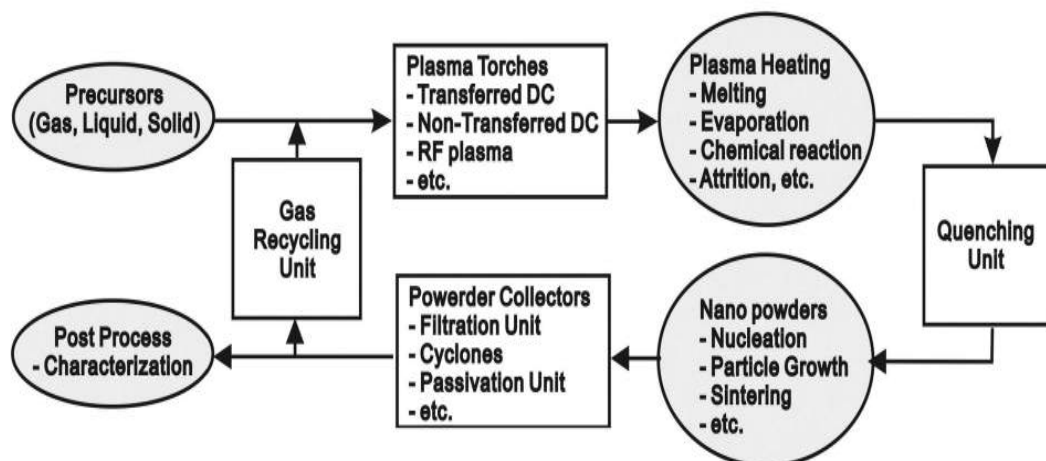 Precursors
(Gas, Liquid, Solid)
Plasma Torches
- Transferred DC
- Non-Transferred DC
- RF plasma
- etc.
Plasma Heating
- Melting
- Evaporation
- Chemical reaction
- Attrition, etc.
Gas
Recycling
Unit
Quenching
Unit
Post Process
- Characterization
Powerder Collectors
- Filtration Unit
- Cyclones
- Passivation Unit
- etc.
Nano powders
- Nucleation
- Particle Growth
- Sintering
- etc.